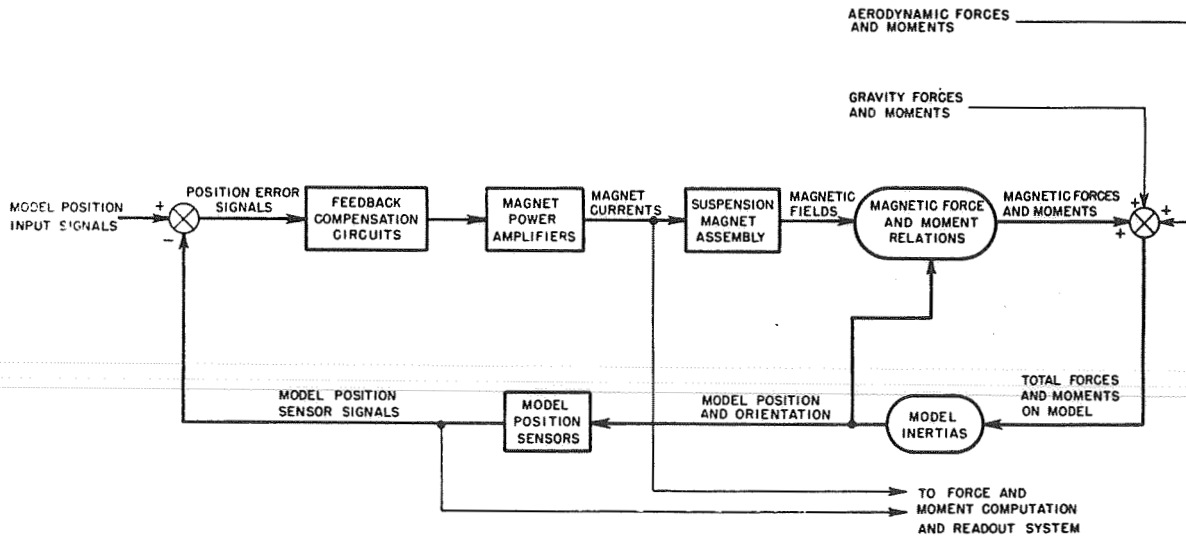 AERODYNAMIC FORCES
AND MOMENTS
GRAVITY FORCES
AND MOMENTS
MODEL POSITION
INPUT SIGNALS
+
−
POSITION ERROR
SIGNALS
FEEDBACK
COMPENSATION
CIRCUITS
MAGNET
POWER
AMPLIFIERS
MAGNET
CURRENTS
SUSPENSION
MAGNET
ASSEMBLY
MAGNETIC
FIELDS
MAGNETIC FORCE
AND MOMENT
RELATIONS
MAGNETIC FORCES
AND MOMENTS
+
+
+
MODEL POSITION
SENSOR SIGNALS
MODEL
POSITION
SENSORS
MODEL POSITION
AND ORIENTATION
MODEL
INERTIAS
TOTAL FORCES
AND MOMENTS
ON MODEL
TO FORCE AND
MOMENT COMPUTATION
AND READOUT SYSTEM